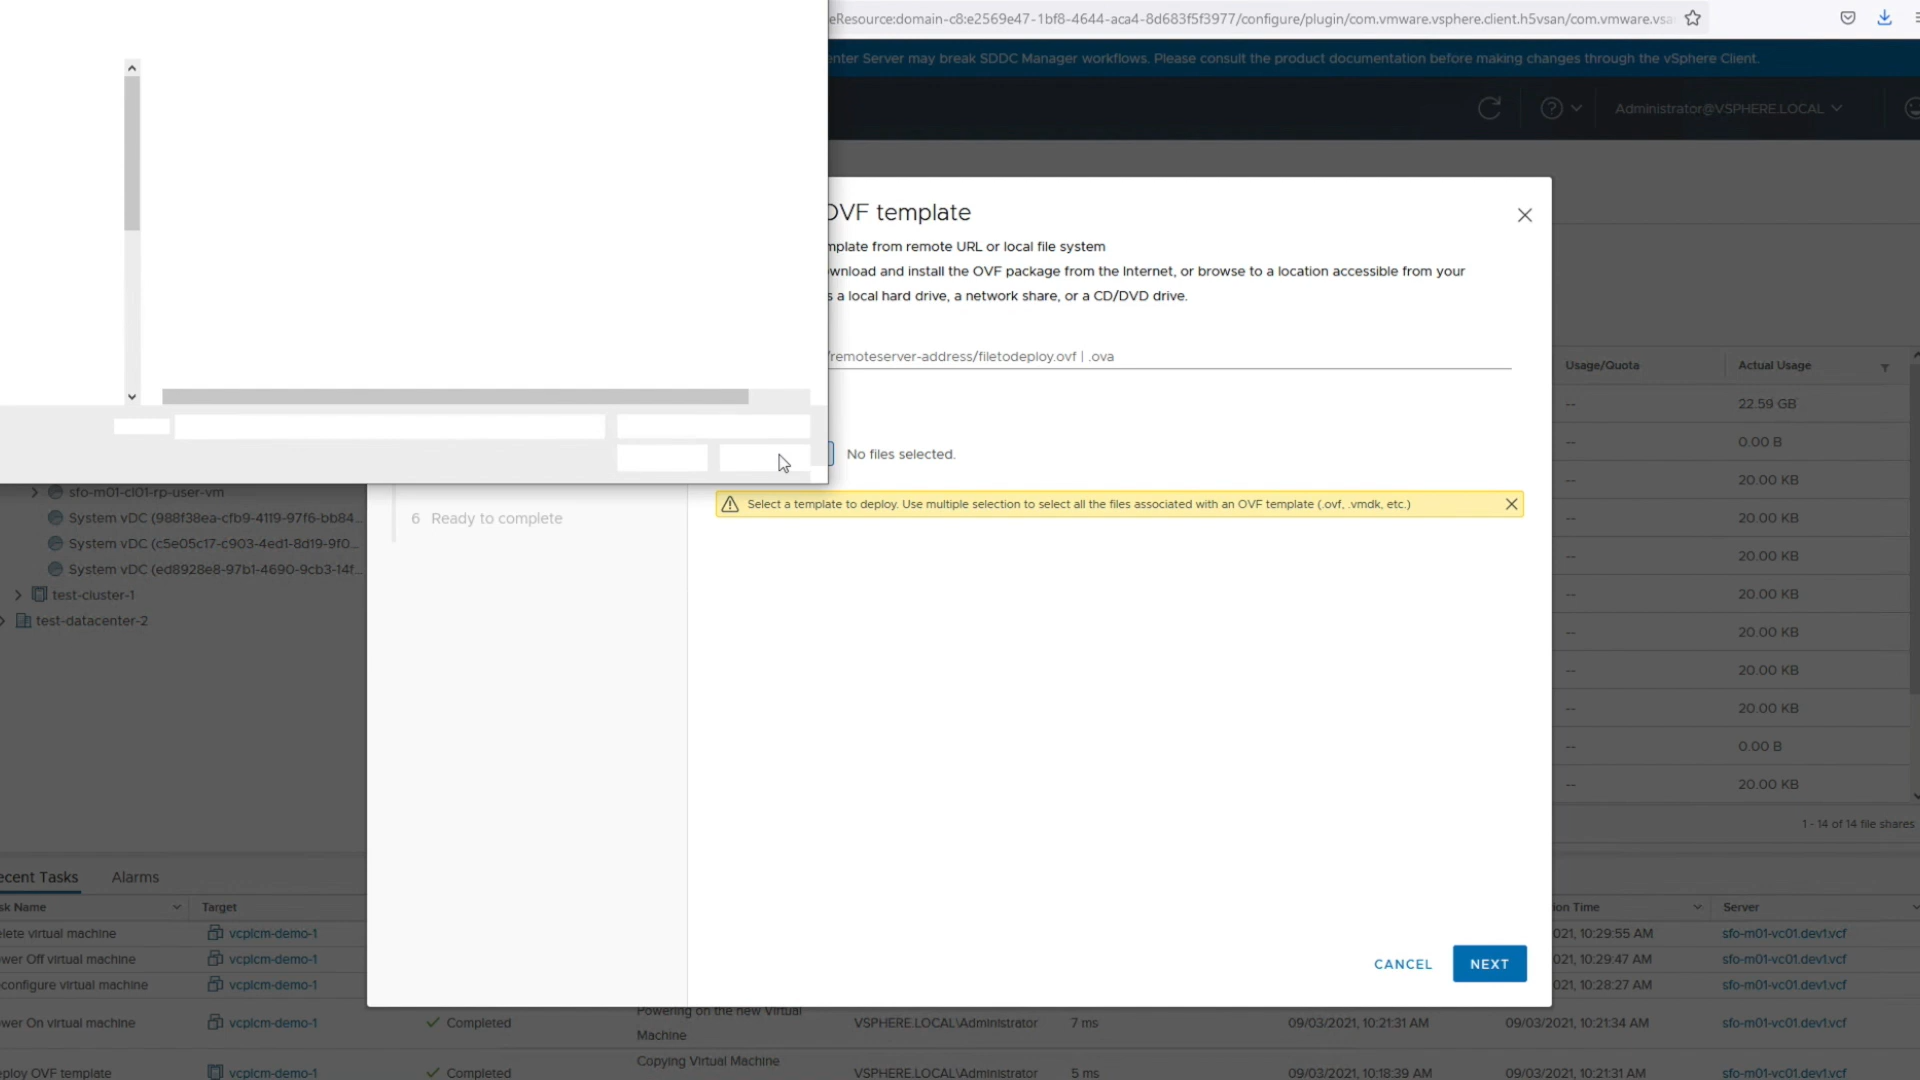 eResource:domain-c8:e2569e47-1bf8-4644-aca4-8d683f5f3977/configure/plugin/com.vmware.vsphere.client.h5vsan/com.vmware.vsa
enter Server may break SDDC Manager workflows. Please consult the product documentation before making changes through the vSphere Client.
Administrator@VSPHERE.LOCAL
OVF template
mplate from remote URL or local file system
wnload and install the OVF package from the Internet, or browse to a location accessible from your
s a local hard drive, a network share, or a CD/DVD drive.
/remoteserver-address/filetodeploy.ovf | .ova
No files selected.
Select a template to deploy. Use multiple selection to select all the files associated with an OVF template (.ovf, .vmdk, etc.)
6 Ready to complete
CANCEL NEXT
Usage/Quota Actual Usage
-- 22.59 GB
-- 0.00 B
-- 20.00 KB
-- 20.00 KB
-- 20.00 KB
-- 20.00 KB
-- 20.00 KB
-- 20.00 KB
-- 20.00 KB
-- 0.00 B
-- 20.00 KB
1 - 14 of 14 file shares
sfo-m01-cl01-rp-user-vm
System vDC (988f38ea-cfb9-4119-97f6-bb84...
System vDC (c5e05c17-c903-4ed1-8d19-9f0...
System vDC (ed8928e8-97b1-4690-9cb3-14f...
test-cluster-1
test-datacenter-2
ecent Tasks Alarms
sk Name Target ion Time Server
elete virtual machine vcplcm-demo-1 021, 10:29:55 AM sfo-m01-vc01.dev1.vcf
wer Off virtual machine vcplcm-demo-1 021, 10:29:47 AM sfo-m01-vc01.dev1.vcf
configure virtual machine vcplcm-demo-1 021, 10:28:27 AM sfo-m01-vc01.dev1.vcf
wer On virtual machine vcplcm-demo-1 Completed Powering on the new Virtual Machine VSPHERE.LOCAL\Administrator 7 ms 09/03/2021, 10:21:31 AM 09/03/2021, 10:21:34 AM sfo-m01-vc01.dev1.vcf
eploy OVF template vcplcm-demo-1 Completed Copying Virtual Machine VSPHERE.LOCAL\Administrator 5 ms 09/03/2021, 10:18:39 AM 09/03/2021, 10:21:31 AM sfo-m01-vc01.dev1.vcf